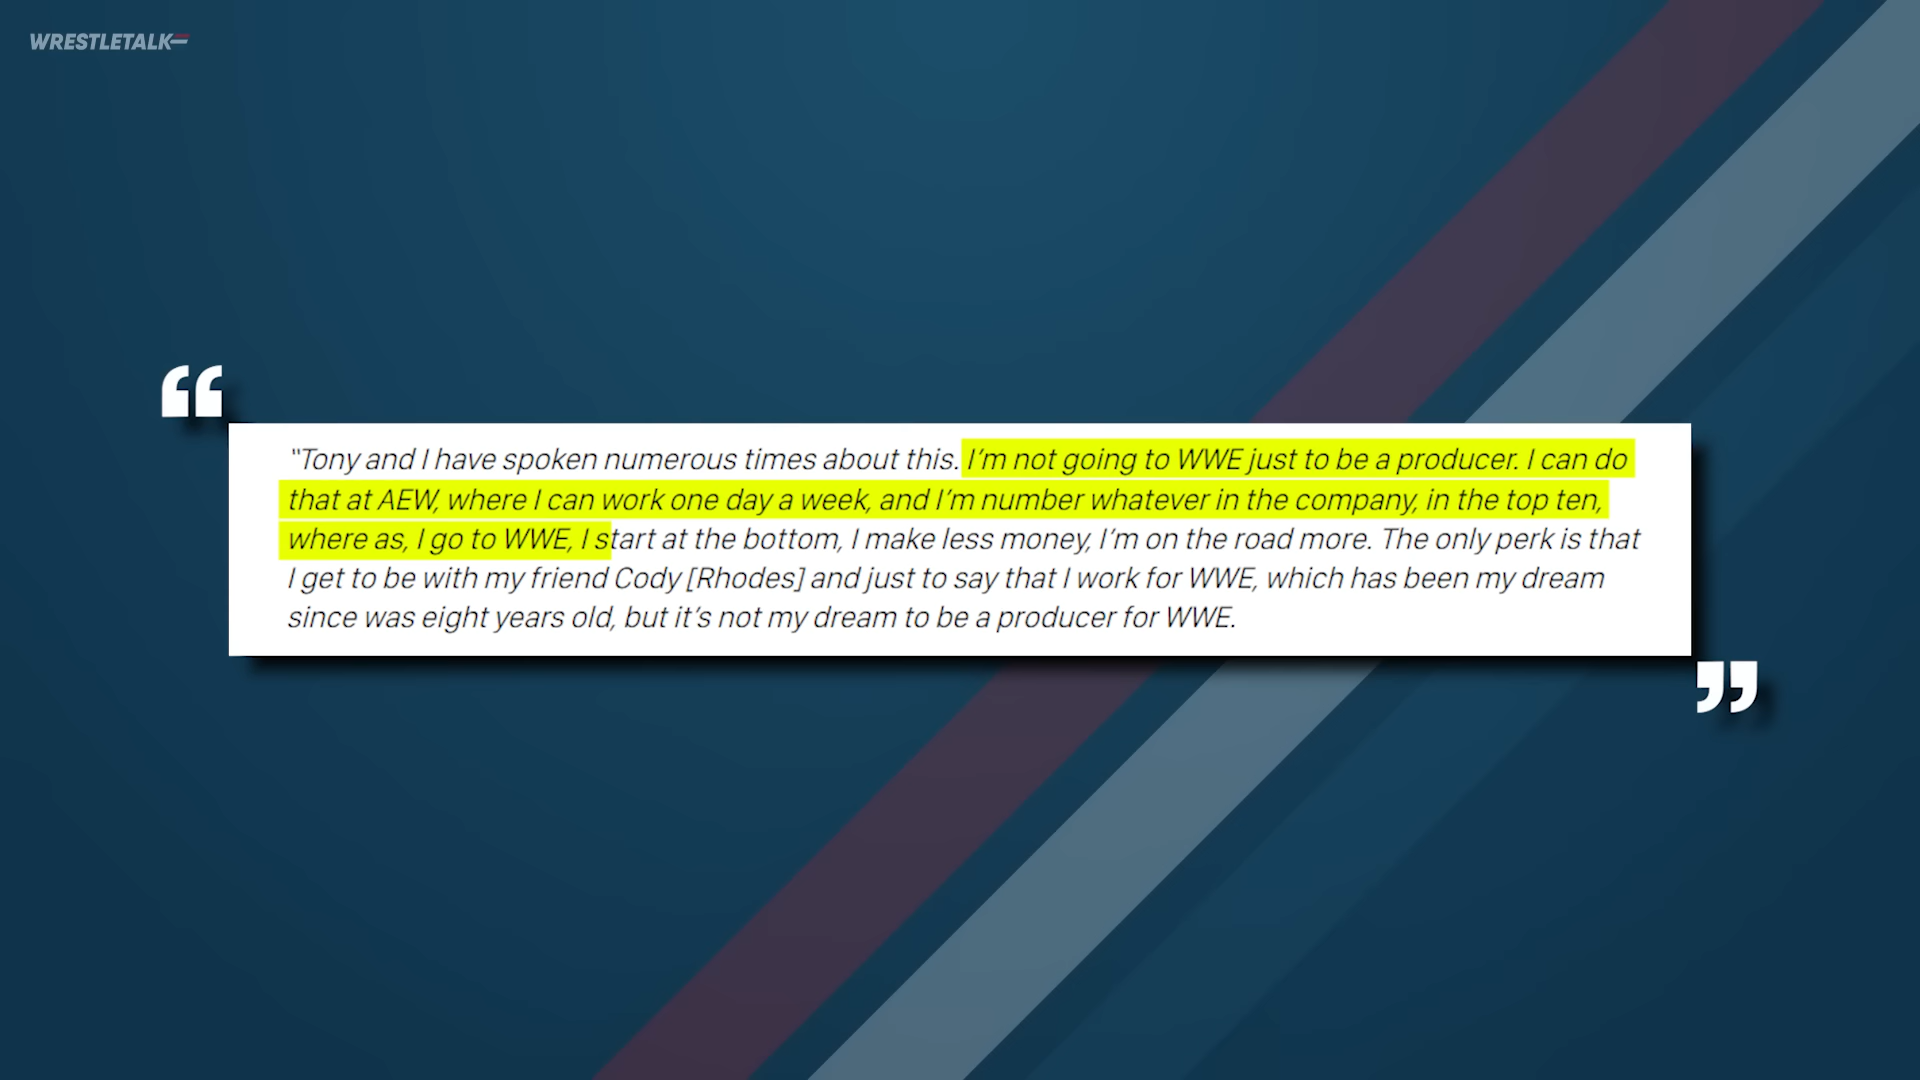 WRESTLETALK
“
“Tony and I have spoken numerous times about this. I’m not going to WWE just to be a producer. I can do
that at AEW, where I can work one day a week, and I’m number whatever in the company, in the top ten,
where as, I go to WWE, I start at the bottom, I make less money, I’m on the road more. The only perk is that
I get to be with my friend Cody [Rhodes] and just to say that I work for WWE, which has been my dream
since was eight years old, but it’s not my dream to be a producer for WWE.
”